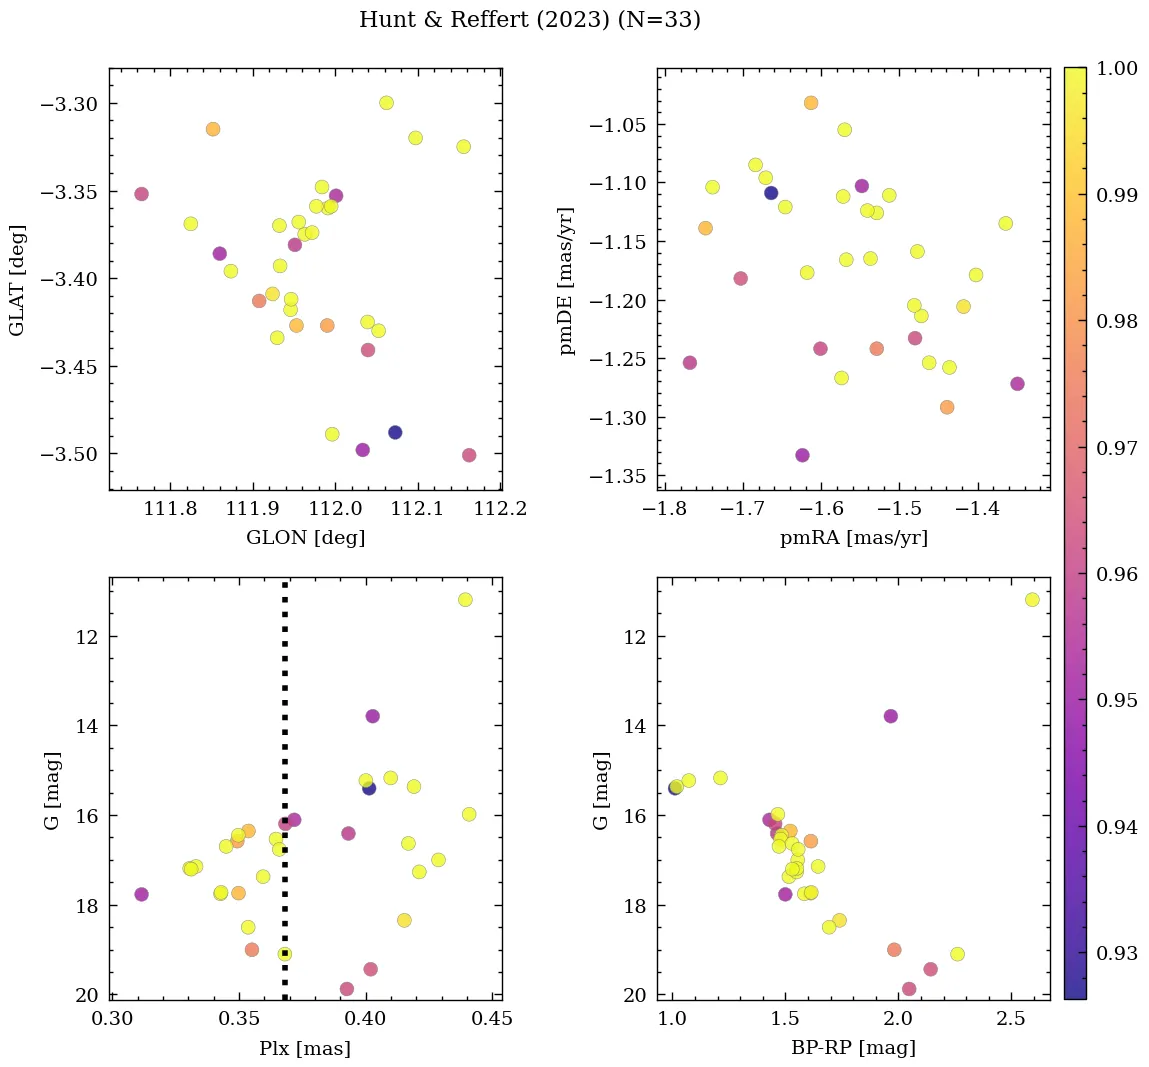 Hunt & Reffert (2023) (N=33)
−3.30
−3.35
−3.40
−3.45
−3.50
GLAT [deg]
111.8 111.9 112.0 112.1 112.2
GLON [deg]
−1.05
−1.10
−1.15
−1.20
−1.25
−1.30
−1.35
pmDE [mas/yr]
−1.8 −1.7 −1.6 −1.5 −1.4
pmRA [mas/yr]
12
14
16
18
20
G [mag]
0.30 0.35 0.40 0.45
Plx [mas]
12
14
16
18
20
G [mag]
1.0 1.5 2.0 2.5
BP-RP [mag]
1.00
0.99
0.98
0.97
0.96
0.95
0.94
0.93